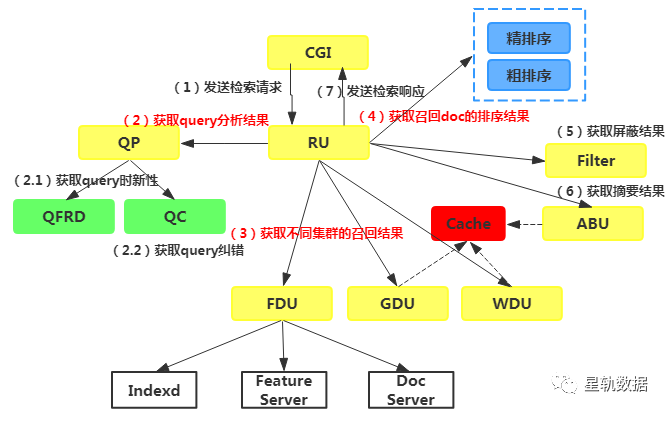 精排序
CGI
粗排序
（1）发送检索请求
（7）发送检索响应
（2）获取query分析结果
（4）获取召回doc的排序结果
（5）获取屏蔽结果
QP
RU
Filter
（2.1）获取query时新性
（6）获取摘要结果
QFRD
QC
Cache
ABU
（3）获取不同集群的召回结果
（2.2）获取query纠错
FDU
GDU
WDU
Indexd
Feature
Server
Doc
Server
星轨数据